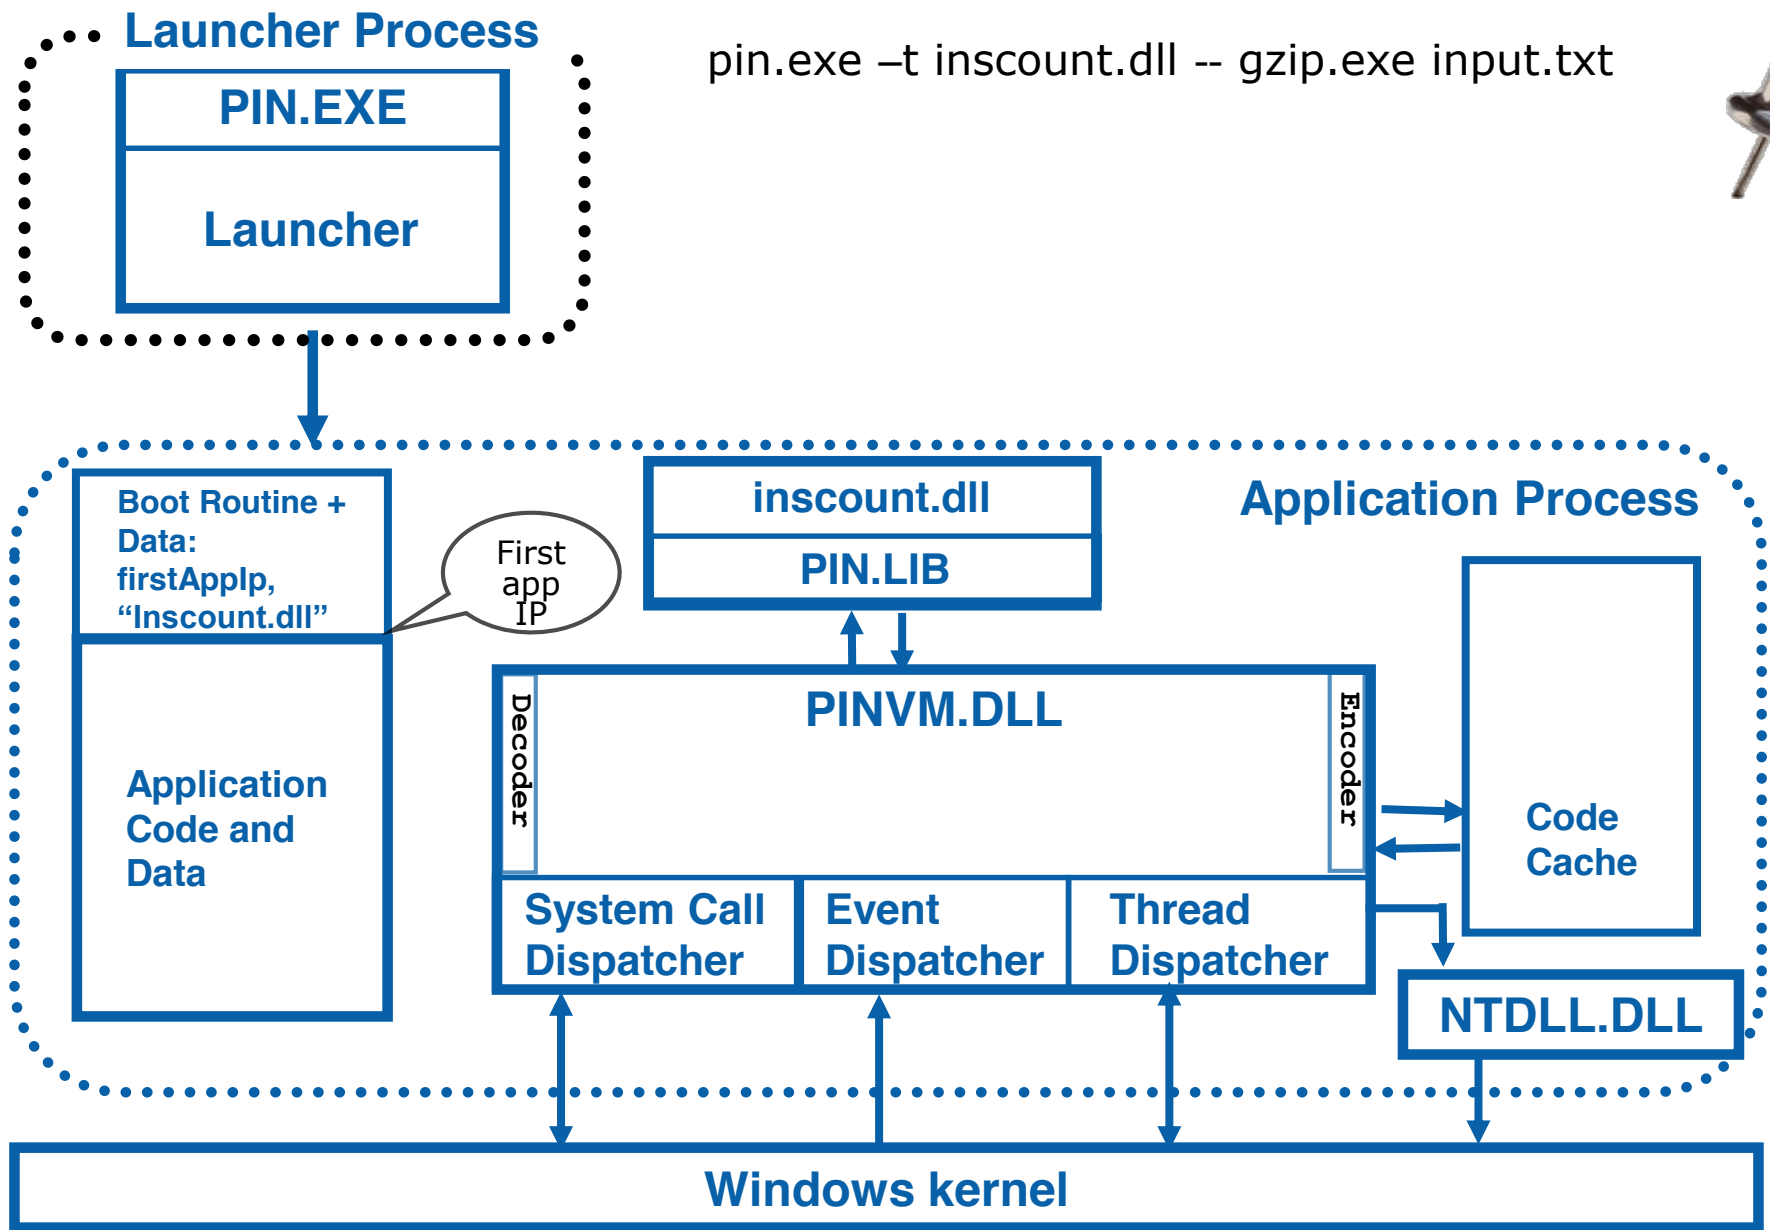 Launcher Process
pin.exe –t inscount.dll -- gzip.exe input.txt
PIN.EXE
Launcher
Boot Routine +
Data:
firstAppIp,
“Inscount.dll”
First
app
IP
inscount.dll
PIN.LIB
Application Process
Decoder
PINVM.DLL
Encoder
Application
Code and
Data
Code
Cache
System Call
Dispatcher
Event
Dispatcher
Thread
Dispatcher
NTDLL.DLL
Windows kernel